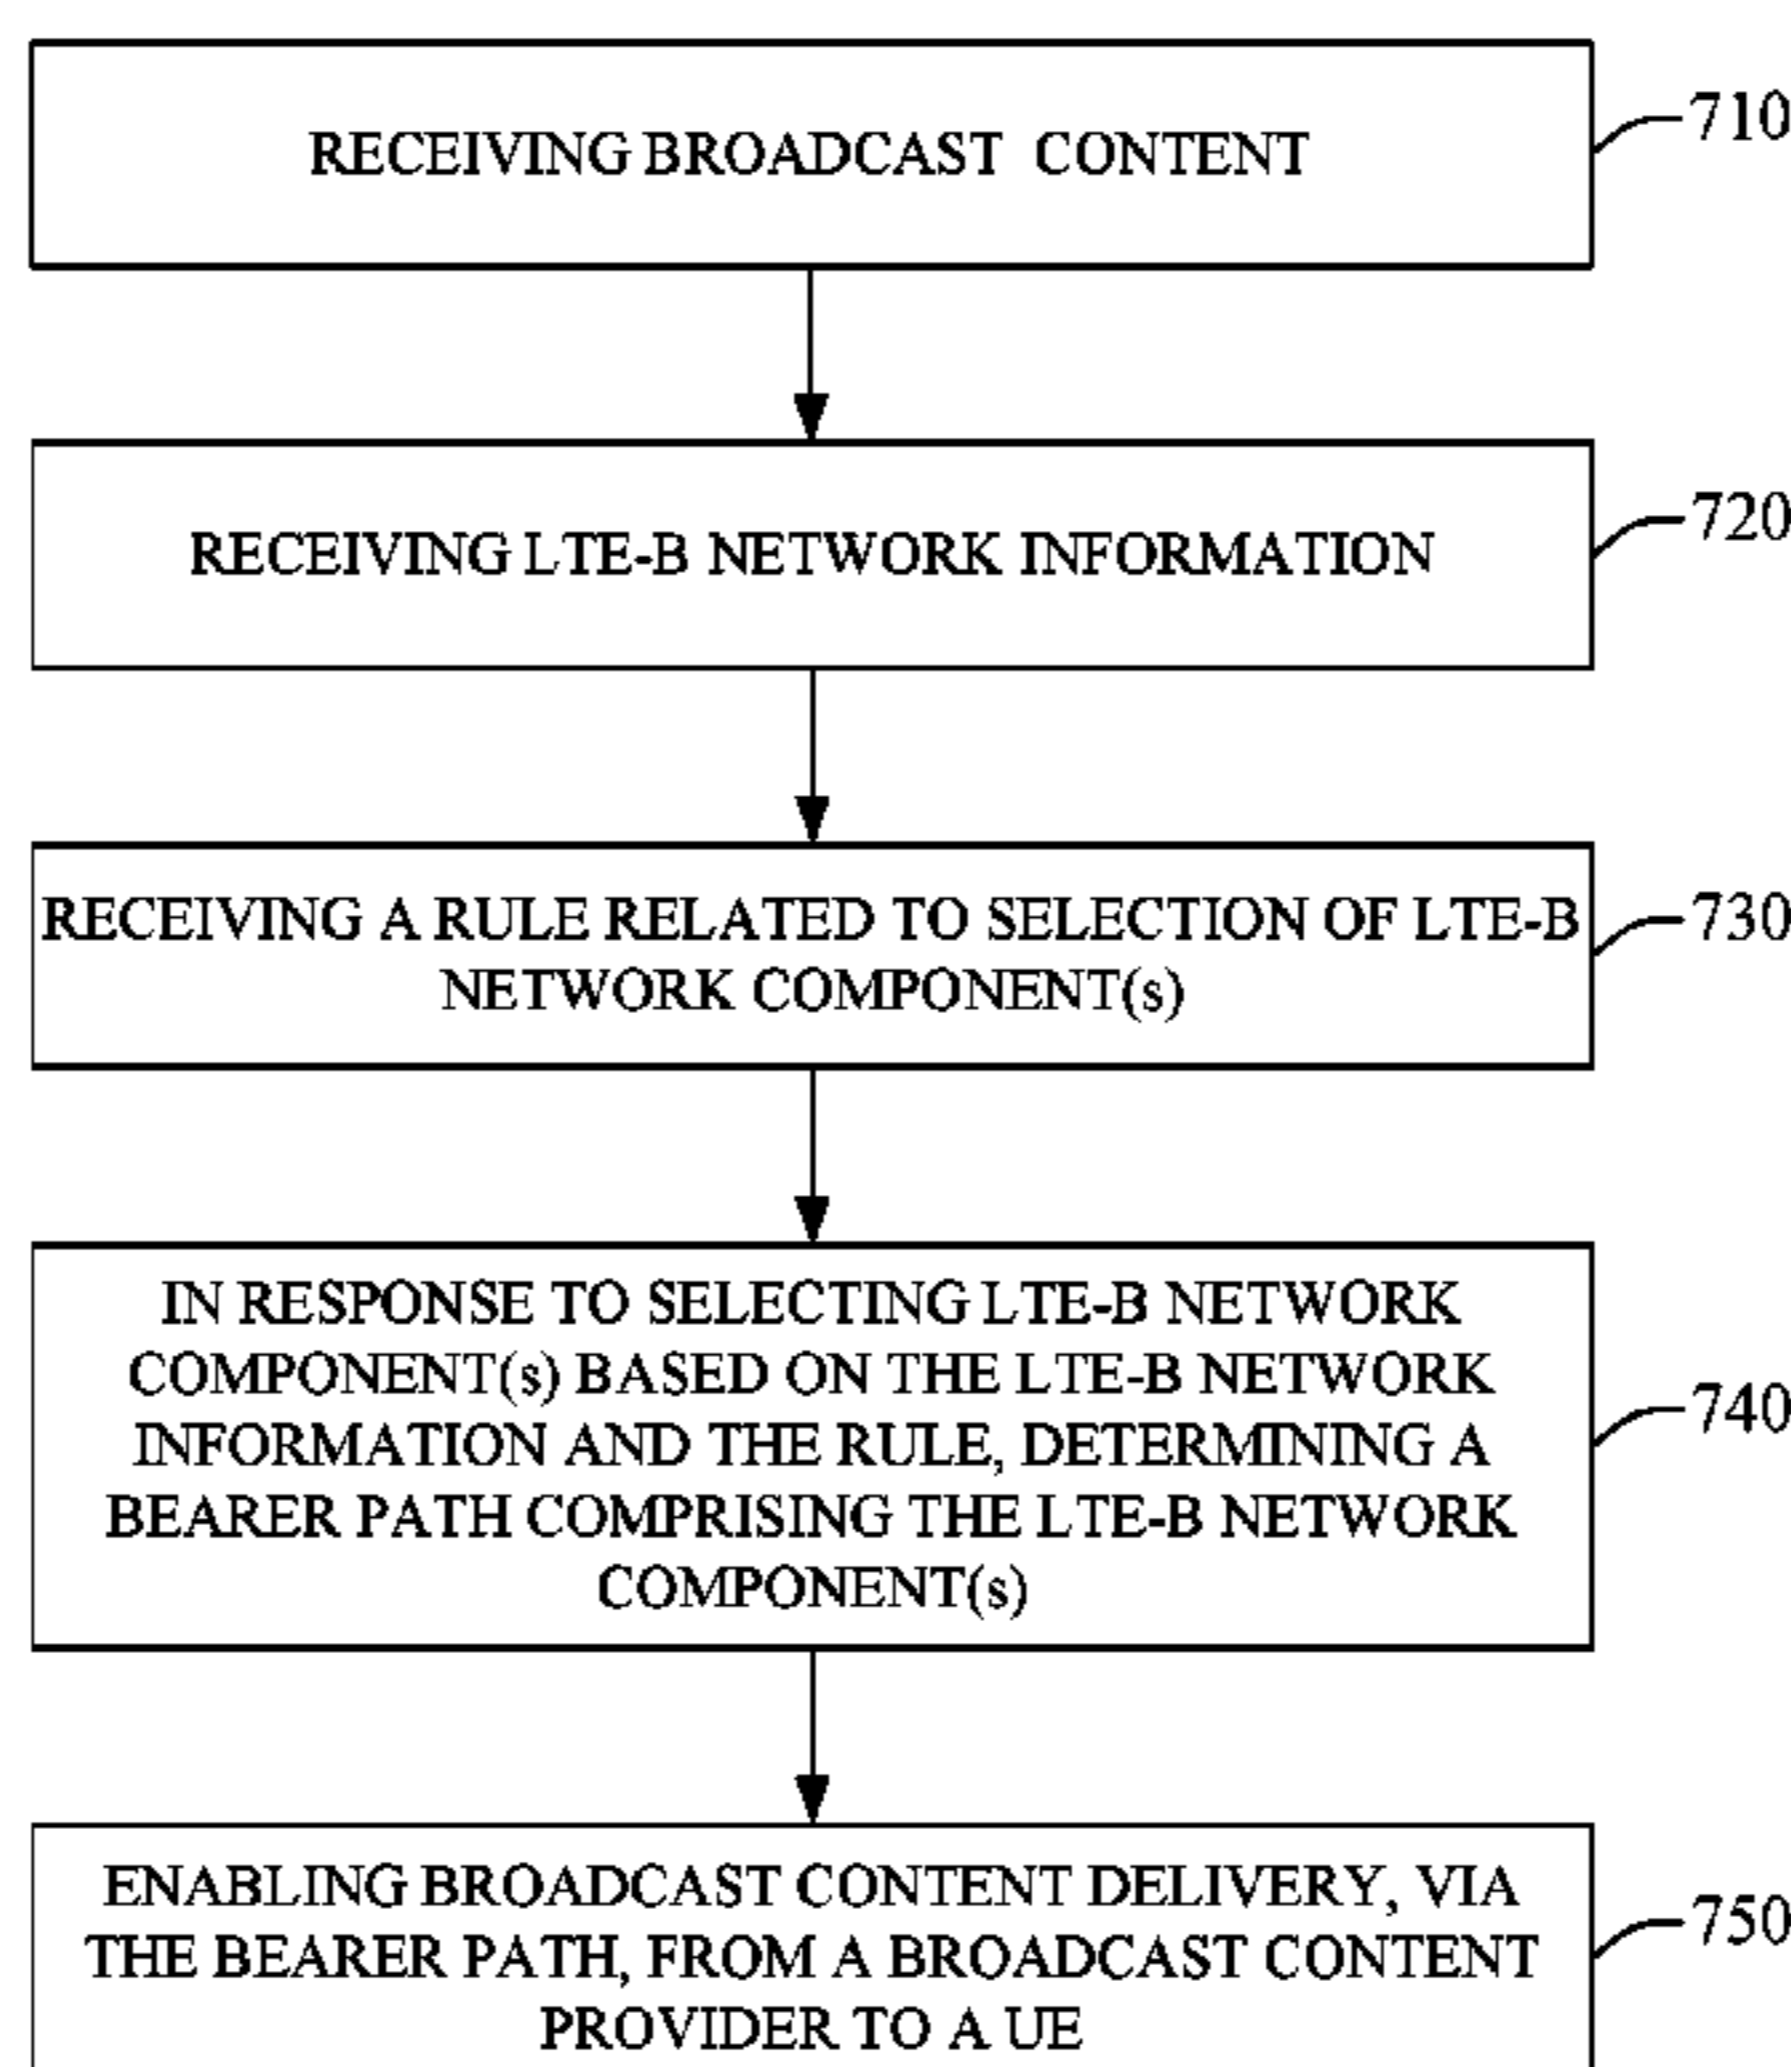 RECEIVING BROADCAST CONTENT
710
RECEIVING LTE-B NETWORK INFORMATION
720
RECEIVING A RULE RELATED TO SELECTION OF LTE-B
NETWORK COMPONENT(s)
730
IN RESPONSE TO SELECTING LTE-B NETWORK
COMPONENT(s) BASED ON THE LTE-B NETWORK
INFORMATION AND THE RULE, DETERMINING A
BEARER PATH COMPRISING THE LTE-B NETWORK
COMPONENT(s)
740
ENABLING BROADCAST CONTENT DELIVERY, VIA
THE BEARER PATH, FROM A BROADCAST CONTENT
PROVIDER TO A UE
750